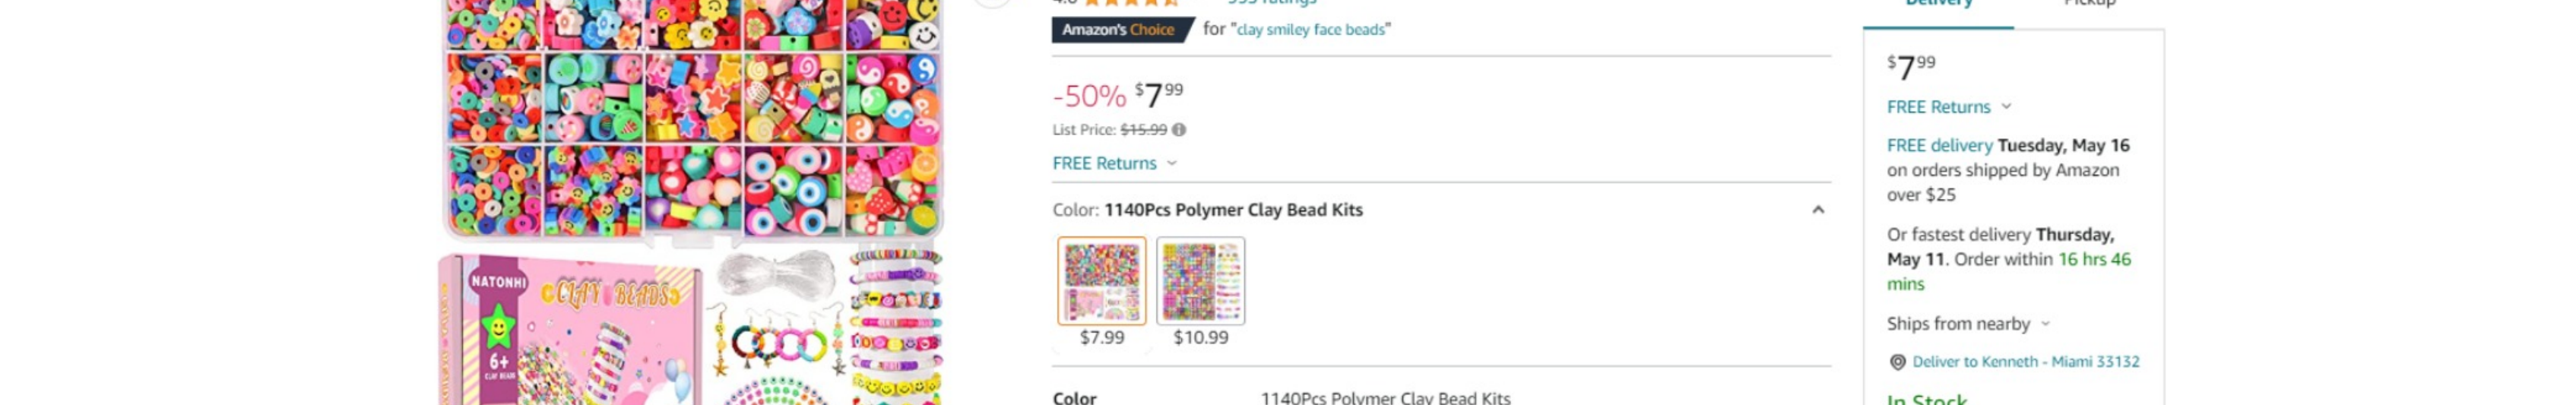 Delivery
Pickup
Amazon's Choice for "clay smiley face beads"
-50% $7.99
List Price: $15.99
FREE Returns
Color: 1140Pcs Polymer Clay Bead Kits
$7.99
$10.99
Color 1140Pcs Polymer Clay Bead Kits
$7.99
FREE Returns
FREE delivery Tuesday, May 16
on orders shipped by Amazon
over $25
Or fastest delivery Thursday,
May 11. Order within 16 hrs 46
mins
Ships from nearby
Deliver to Kenneth - Miami 33132
In Stock
NATONHI
CLAY BEADS
6+
CLAY BEADS